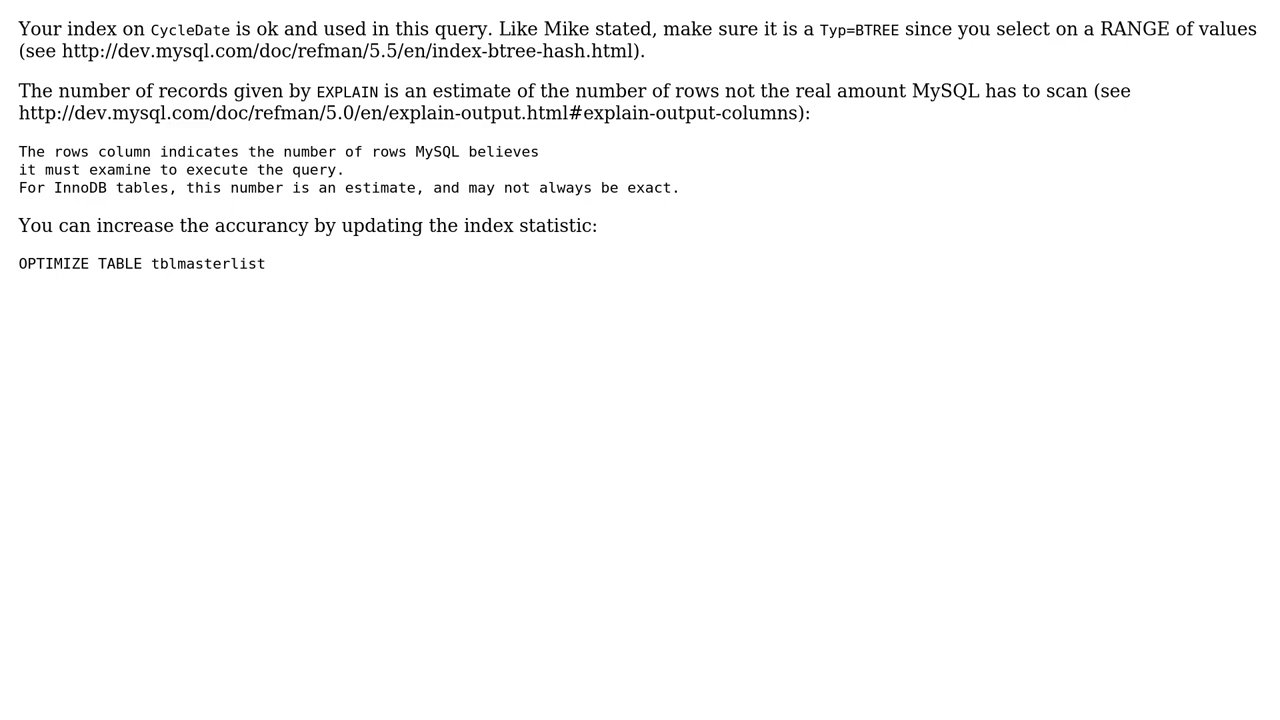 Your index on CycleDate is ok and used in this query. Like Mike stated, make sure it is a Typ=BTREE since you select on a RANGE of values
(see http://dev.mysql.com/doc/refman/5.5/en/index-btree-hash.html).
The number of records given by EXPLAIN is an estimate of the number of rows not the real amount MySQL has to scan (see
http://dev.mysql.com/doc/refman/5.0/en/explain-output.html#explain-output-columns):
The rows column indicates the number of rows MySQL believes
it must examine to execute the query.
For InnoDB tables, this number is an estimate, and may not always be exact.
You can increase the accurancy by updating the index statistic:
OPTIMIZE TABLE tblmasterlist